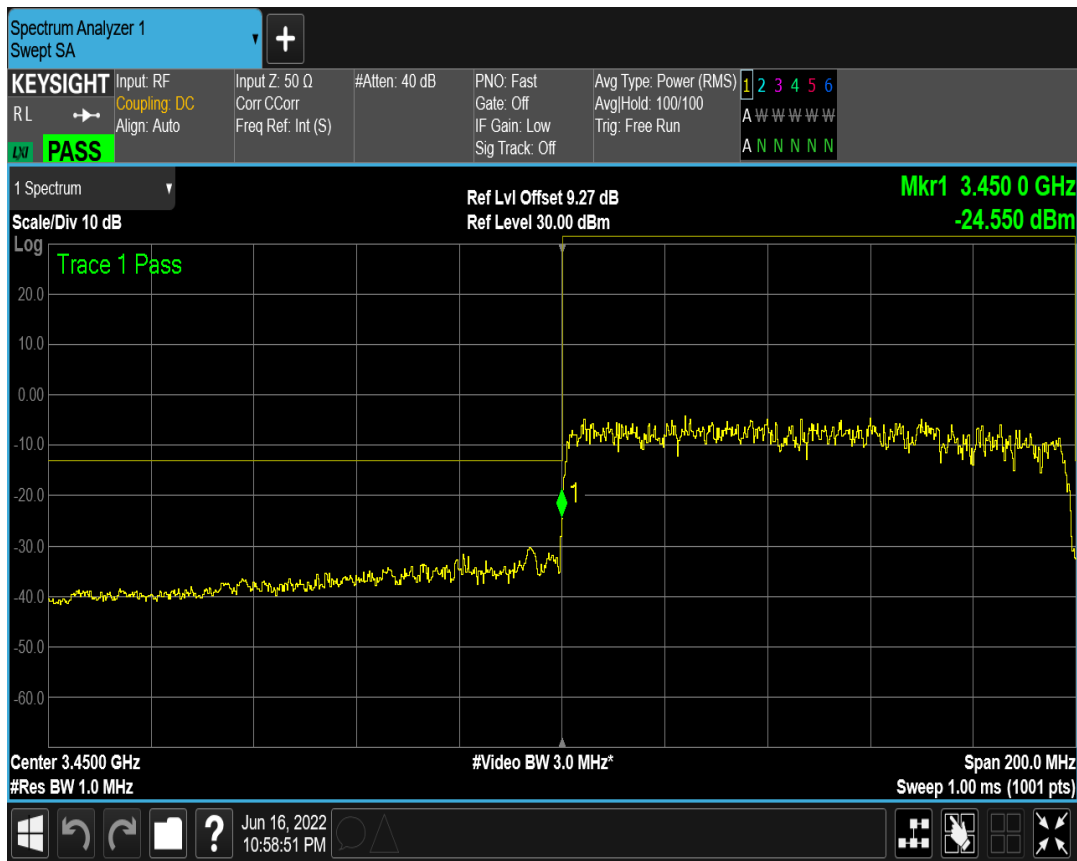 Spectrum Analyzer 1
Swept SA
+
KEYSIGHT
RL
LXI PASS
Input: RF
Coupling: DC
Align: Auto
Input Z: 50 Ω
Corr CCorr
Freq Ref: Int (S)
#Atten: 40 dB
PNO: Fast
Gate: Off
IF Gain: Low
Sig Track: Off
Avg Type: Power (RMS)
Avg|Hold: 100/100
Trig: Free Run
1 2 3 4 5 6
A W W W W W
A N N N N N
1 Spectrum
Scale/Div 10 dB
Ref Lvl Offset 9.27 dB
Ref Level 30.00 dBm
Mkr1 3.450 0 GHz
-24.550 dBm
Log
Trace 1 Pass
20.0
10.0
0.00
-10.0
-20.0
-30.0
-40.0
-50.0
-60.0
1
Center 3.4500 GHz
#Res BW 1.0 MHz
#Video BW 3.0 MHz*
Span 200.0 MHz
Sweep 1.00 ms (1001 pts)
?
Jun 16, 2022
10:58:51 PM